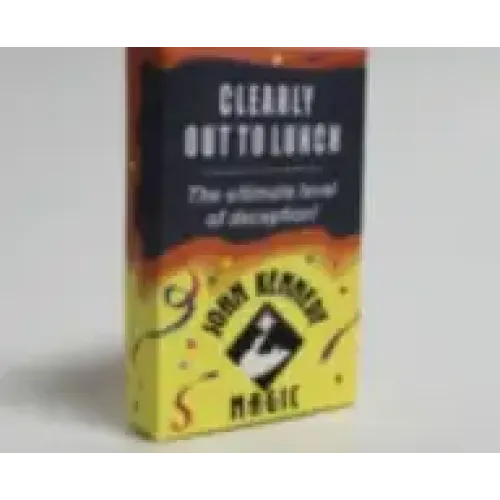 CLEARLY
OUT TO LUNCH
The ultimate level
of deception!
JOHN KENNEDY
MAGIC